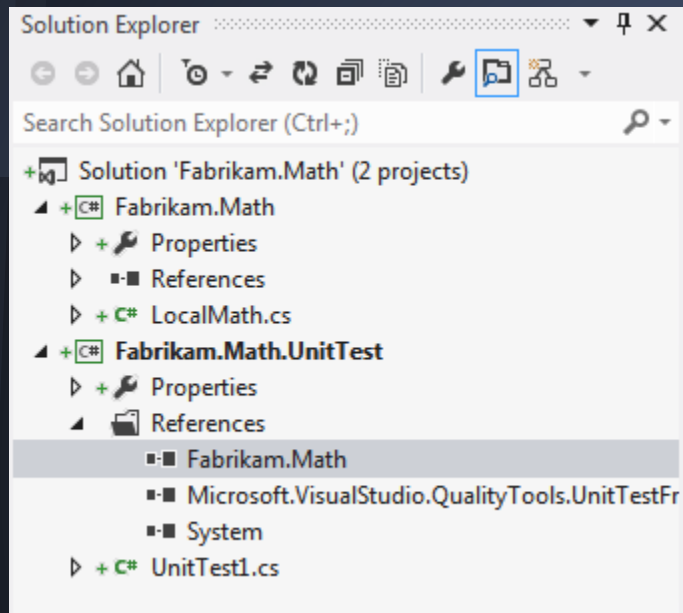 Solution Explorer
Search Solution Explorer (Ctrl+;)
Solution 'Fabrikam.Math' (2 projects)
C# Fabrikam.Math
Properties
References
C# LocalMath.cs
C# Fabrikam.Math.UnitTest
Properties
References
Fabrikam.Math
Microsoft.VisualStudio.QualityTools.UnitTestFr
System
C# UnitTest1.cs